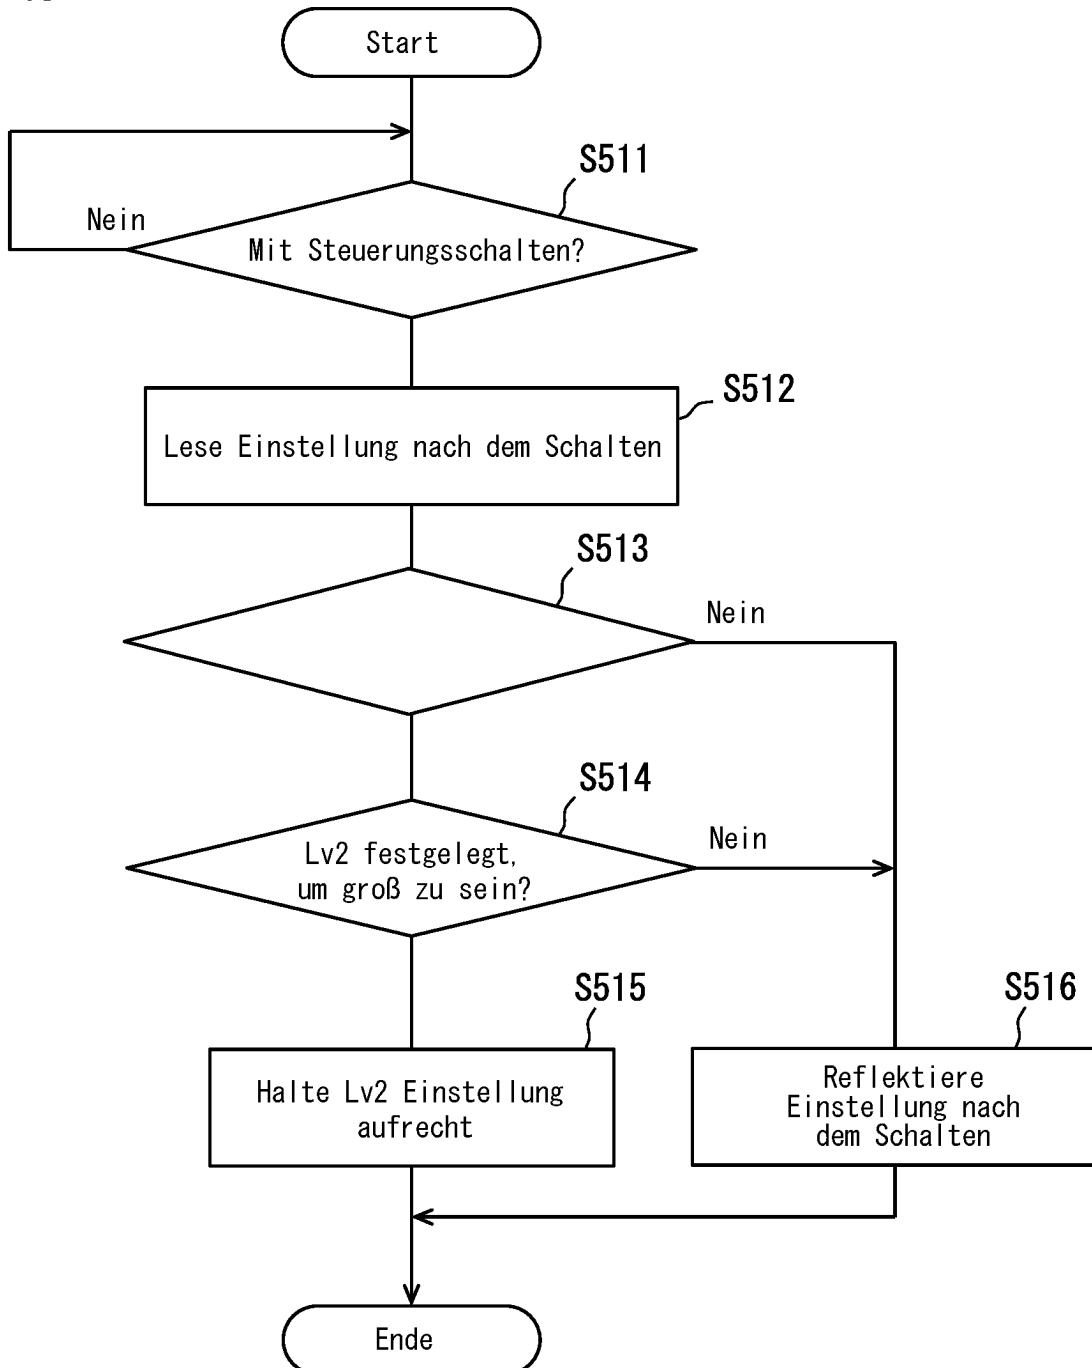 Start
S511
Nein
Mit Steuerungsschalten?
S512
Lese Einstellung nach dem Schalten
S513
Nein
S514
Nein
Lv2 festgelegt,
um groß zu sein?
S515
S516
Halte Lv2 Einstellung
aufrecht
Reflektiere
Einstellung nach
dem Schalten
Ende